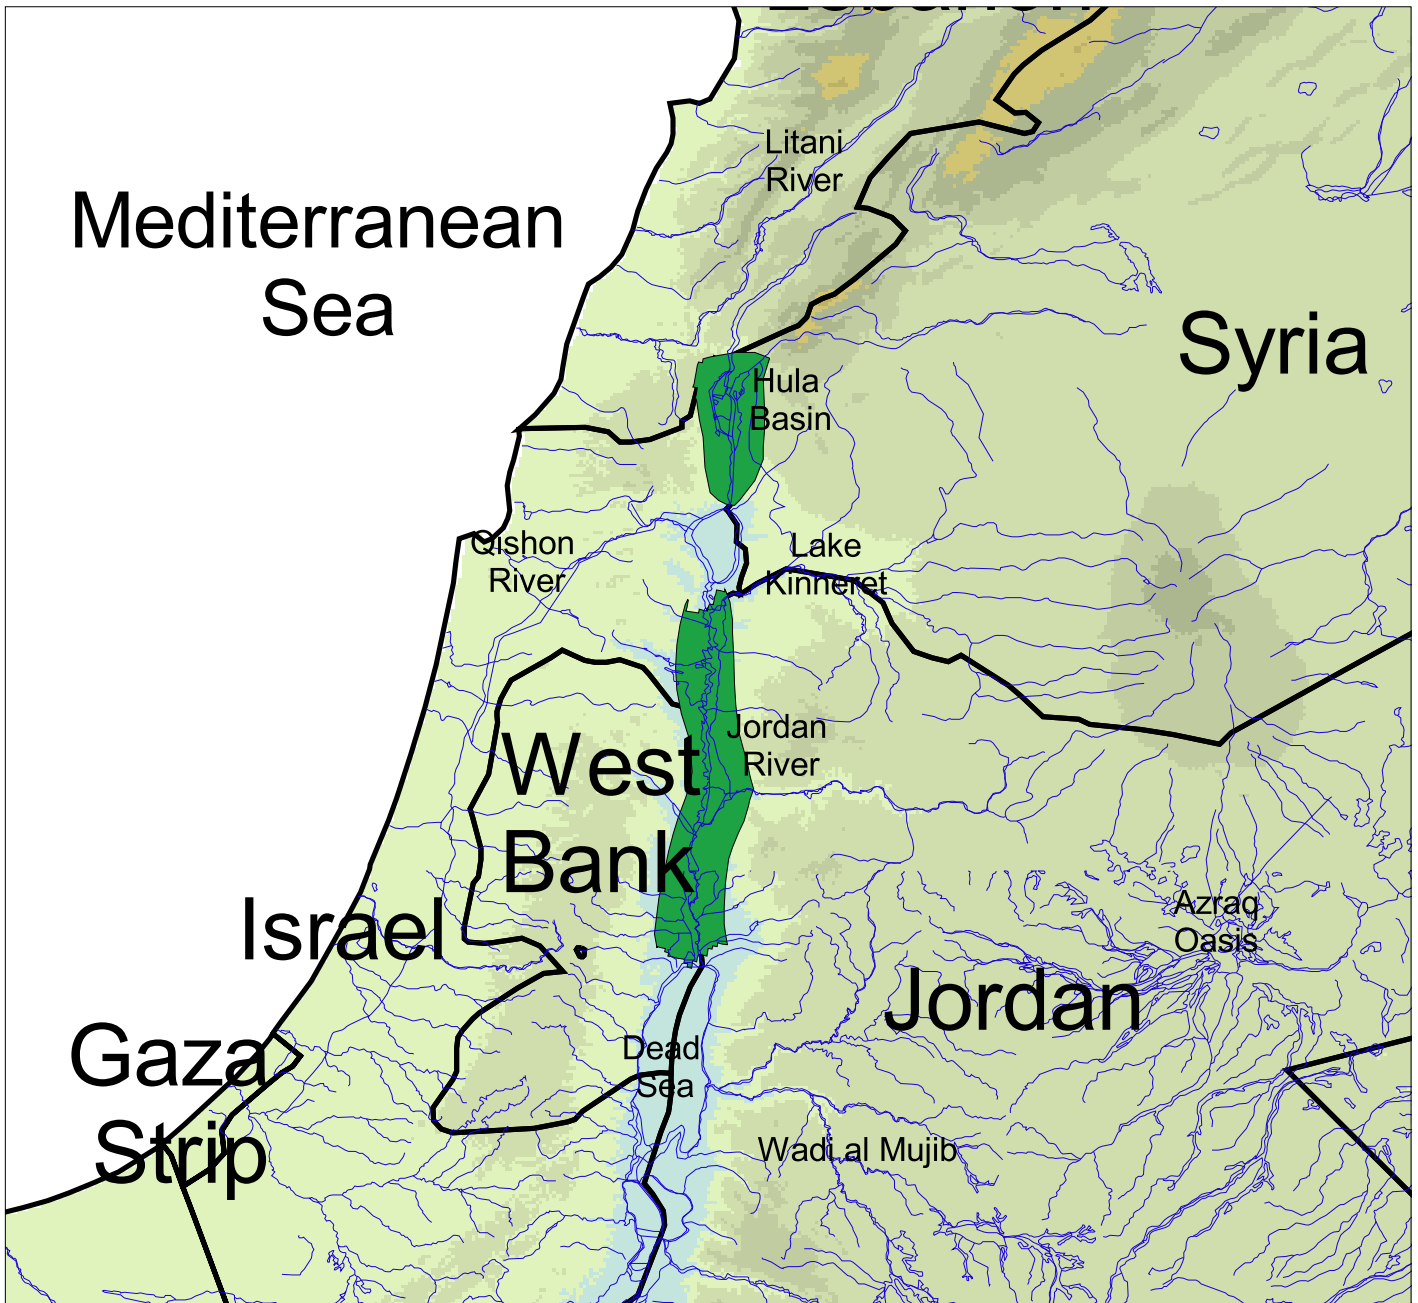 Lebanon
Litani
River
Mediterranean
Sea
Syria
Hula
Basin
Qishon
River
Lake
Kinneret
West
Bank
Jordan
River
Israel
Azraq
Oasis
Jordan
Gaza
Strip
Dead
Sea
Wadi al Mujib